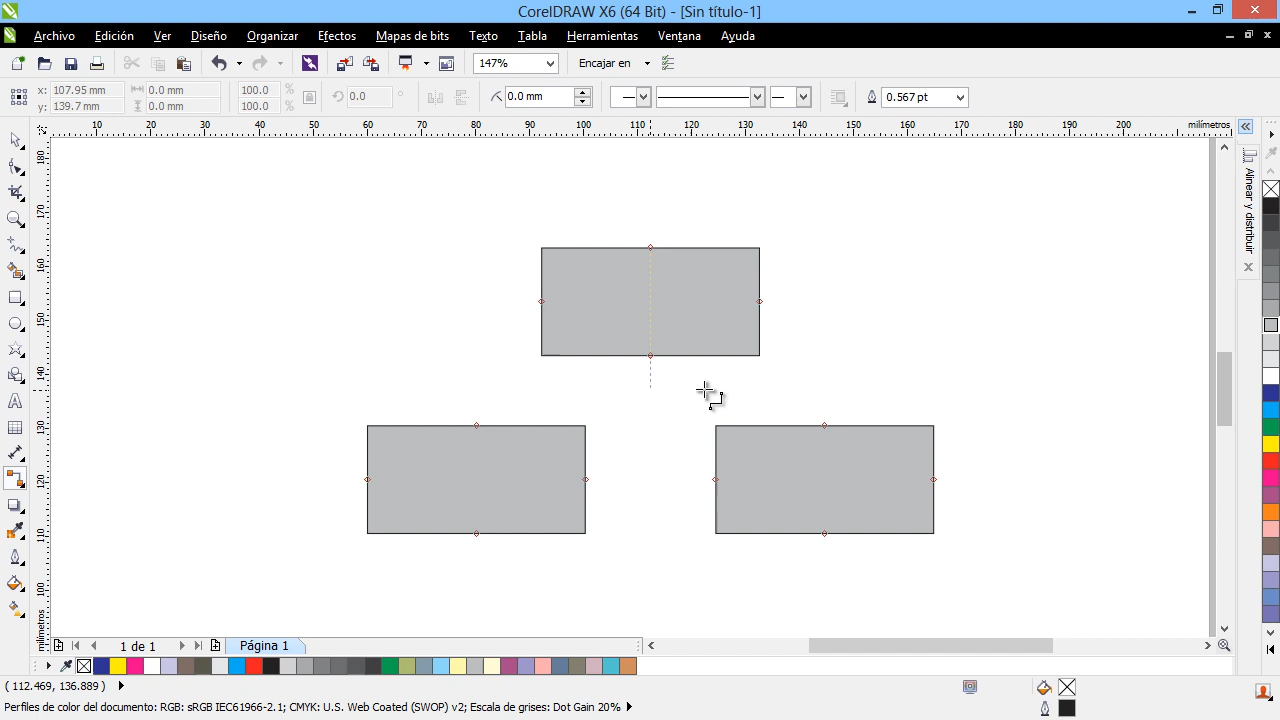 CorelDRAW X6 (64 Bit) - [Sin título-1]
Archivo Edición Ver Diseño Organizar Efectos Mapas de bits Texto Tabla Herramientas Ventana Ayuda
147% Encajar en
x: 107.95 mm 0.0 mm 100.0 % 0.0 ° 0.0 mm 0.567 pt
y: 139.7 mm 0.0 mm 100.0 %
10 20 30 40 50 60 70 80 90 100 110 120 130 140 150 160 170 180 190 200 milímetros
180
170
160
150
140
130
120
110
100
milímetros
Alinear y distribuir
1 de 1 Página 1
( 112.469, 136.889 )
Perfiles de color del documento: RGB: sRGB IEC61966-2.1; CMYK: U.S. Web Coated (SWOP) v2; Escala de grises: Dot Gain 20%